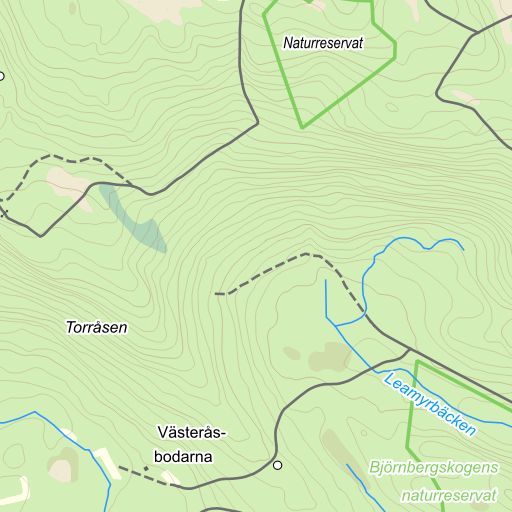 Naturreservat
Torråsen
Leamyrbäcken
Västerås-
bodarna
Björnbergskogens
naturreservat